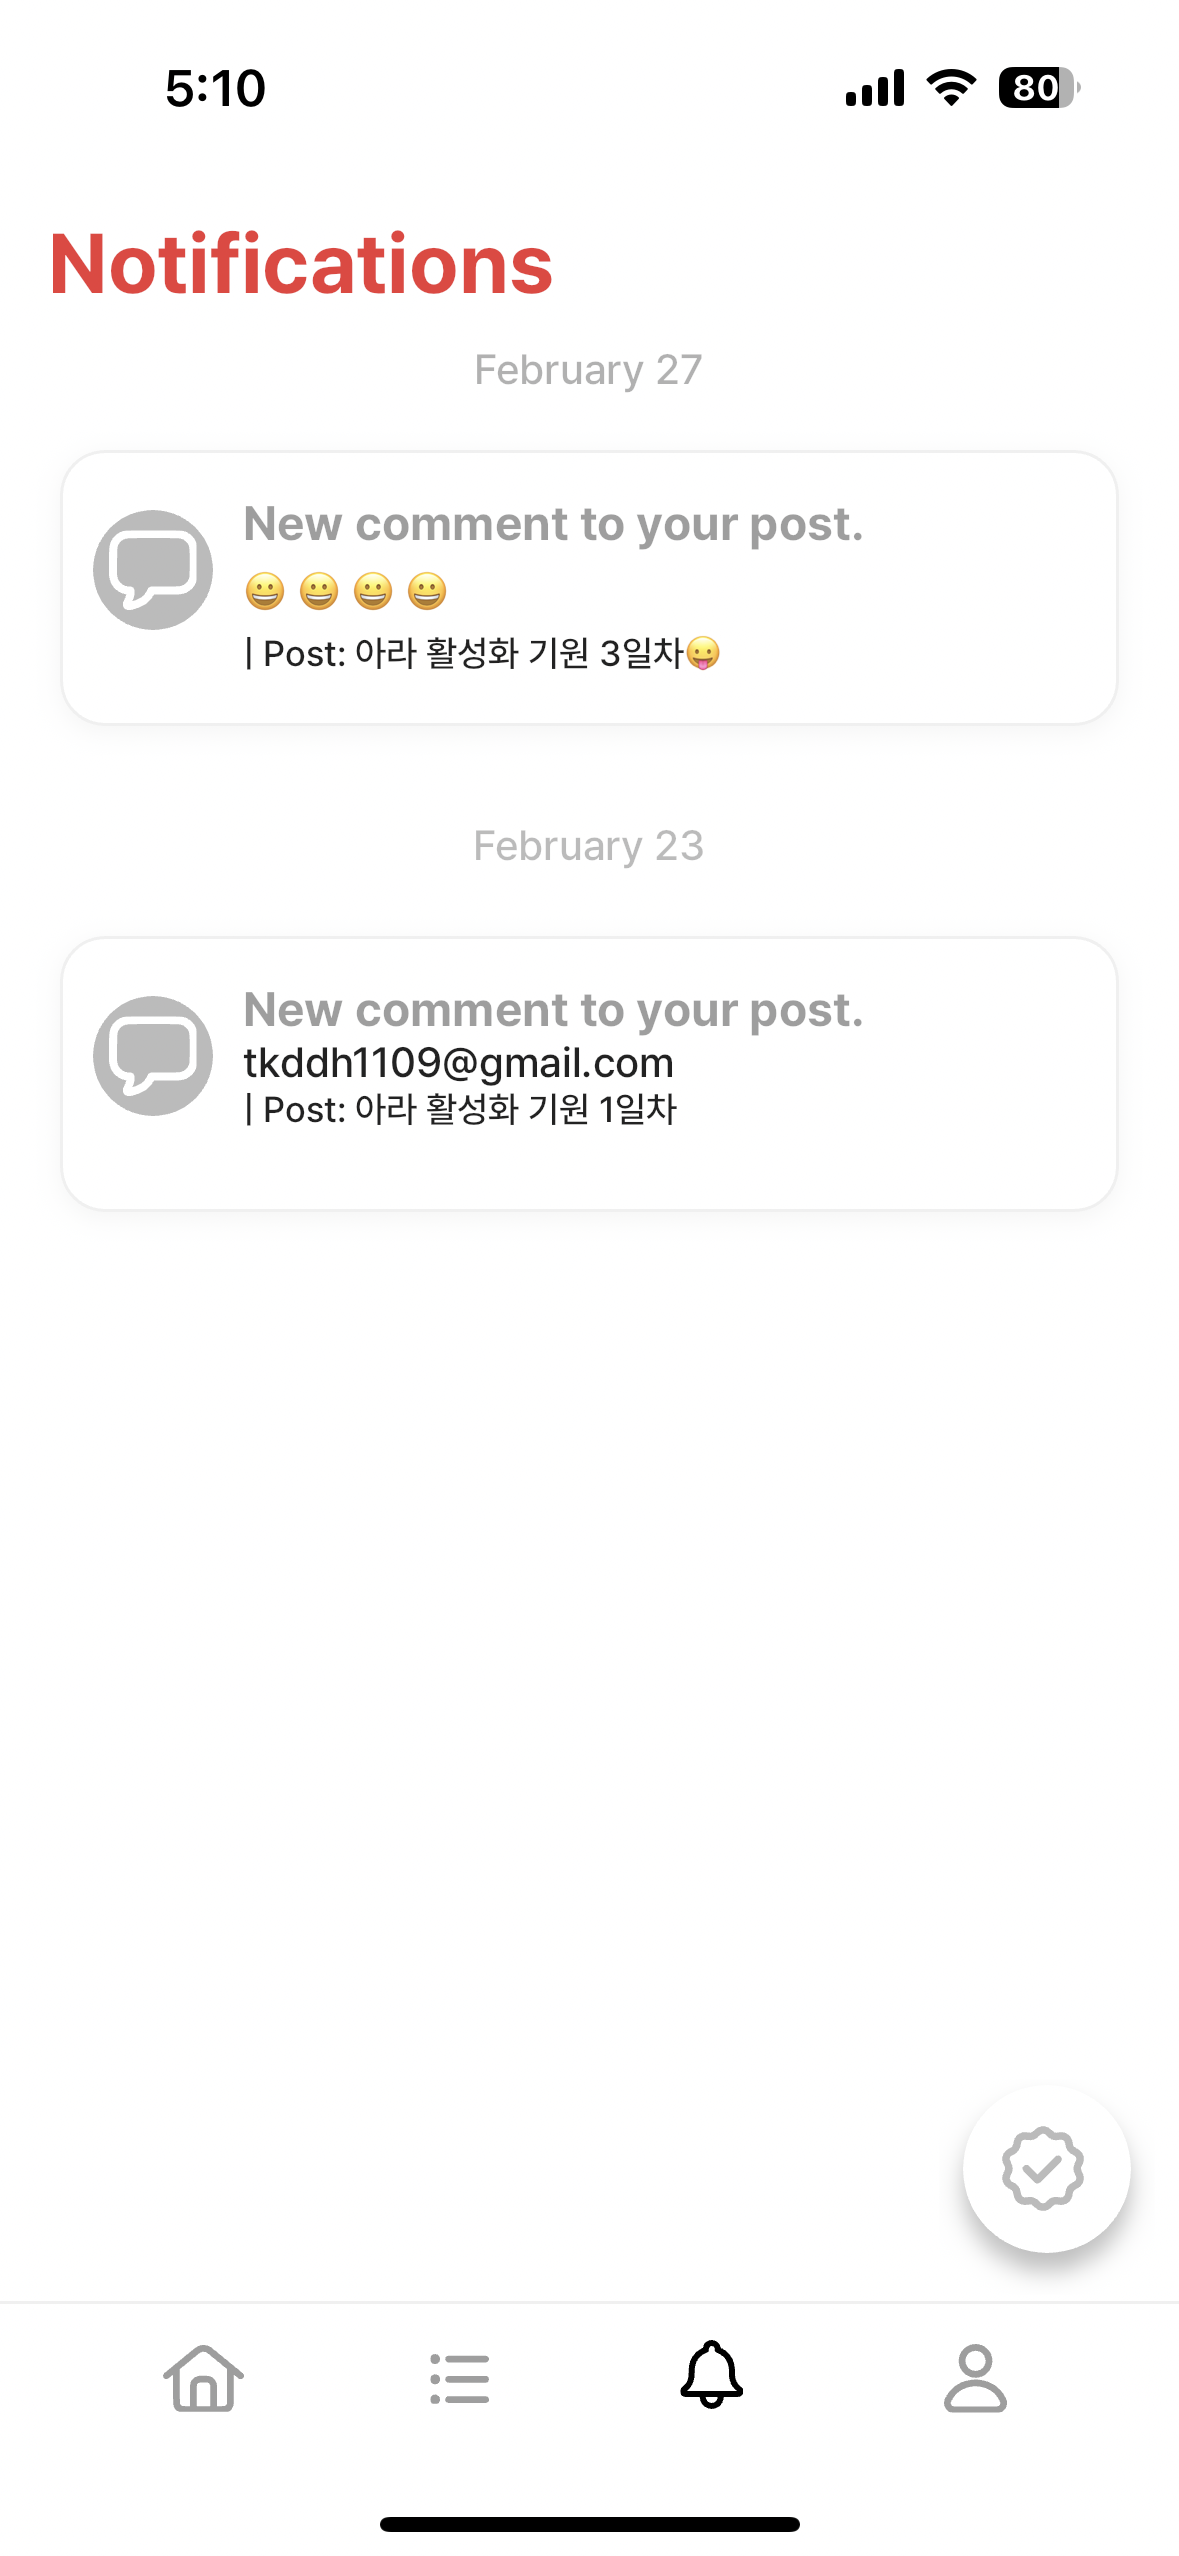 5:10
80
Notifications
February 27
New comment to your post.
😀 😀 😀 😀
| Post: 아라 활성화 기원 3일차😛
February 23
New comment to your post.
tkddh1109@gmail.com
| Post: 아라 활성화 기원 1일차